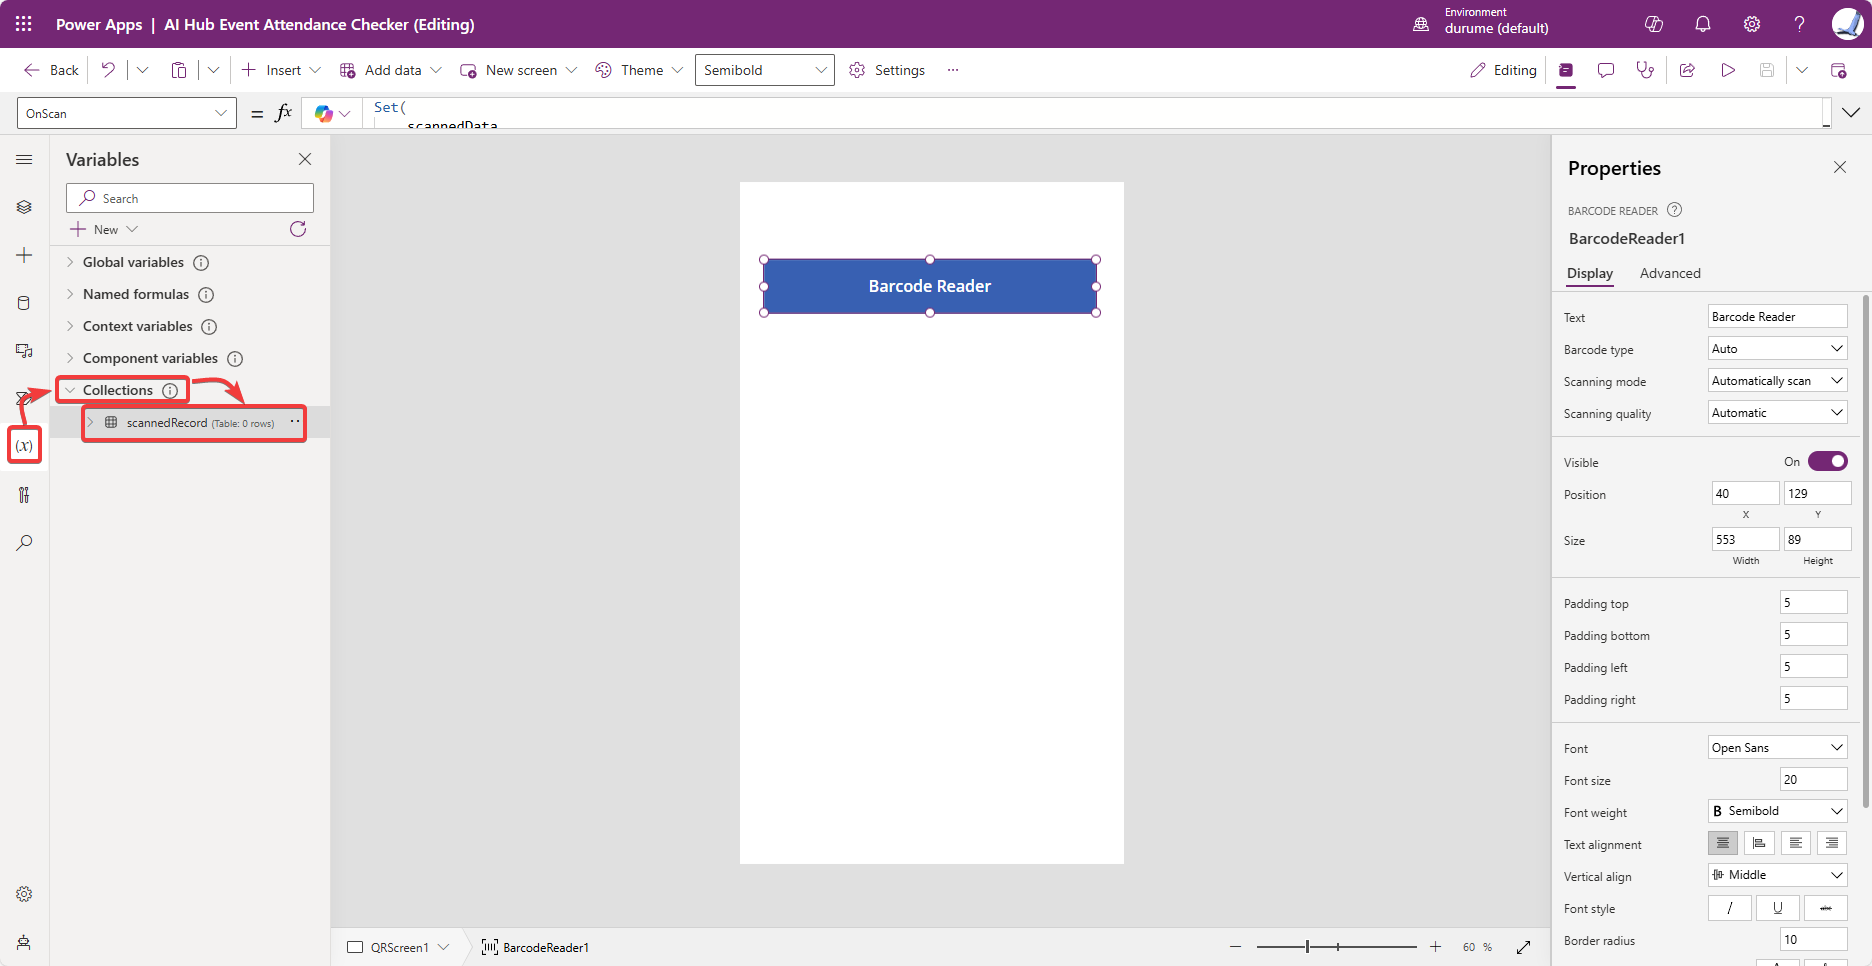 Power Apps | AI Hub Event Attendance Checker (Editing)
Environment
durume (default)
Back
Insert
Add data
New screen
Theme
Semibold
Settings
Editing
OnScan
= fx
Set(
scannedData
Variables
Search
New
Global variables
Named formulas
Context variables
Component variables
Collections
scannedRecord (Table: 0 rows)
(x)
Barcode Reader
Properties
BARCODE READER
BarcodeReader1
Display Advanced
Text Barcode Reader
Barcode type Auto
Scanning mode Automatically scan
Scanning quality Automatic
Visible On
Position 40 129
X Y
Size 553 89
Width Height
Padding top 5
Padding bottom 5
Padding left 5
Padding right 5
Font Open Sans
Font size 20
Font weight B Semibold
Text alignment
Vertical align Middle
Font style / U abc
Border radius 10
QRScreen1 BarcodeReader1
60 %